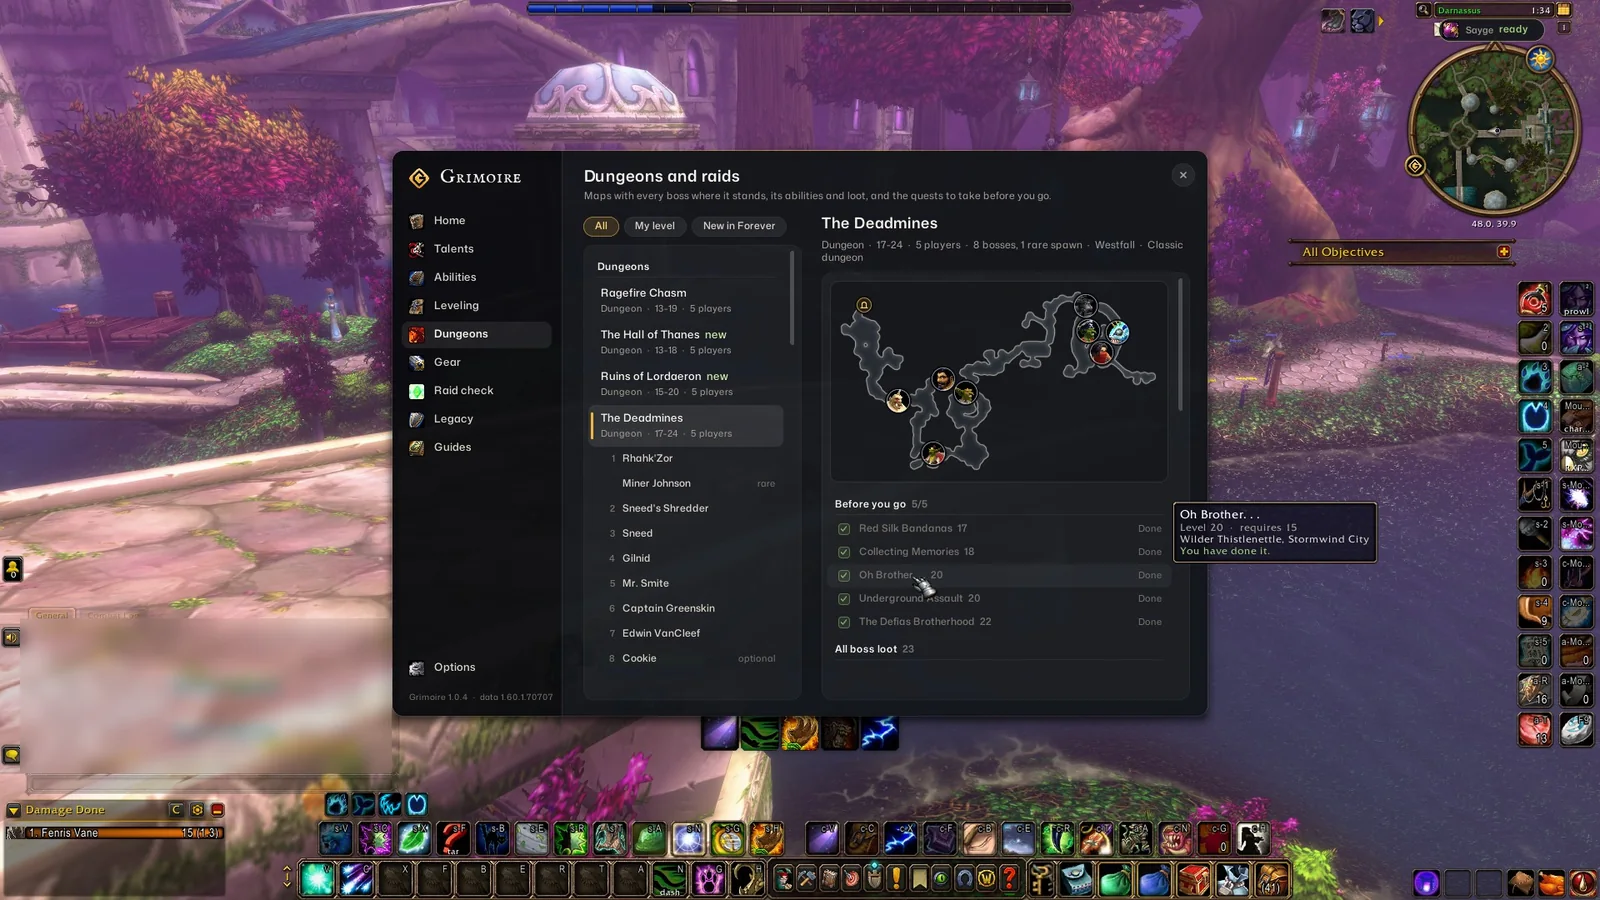 Darnassus
1:34
Sayge ready
48.0, 39.9
All Objectives
GRIMOIRE
Home
Talents
Abilities
Leveling
Dungeons
Gear
Raid check
Legacy
Guides
Options
Grimoire 1.0.4 · data 1.60.1.70707
Dungeons and raids
Maps with every boss where it stands, its abilities and loot, and the quests to take before you go.
All
My level
New in Forever
Dungeons
Ragefire Chasm
Dungeon · 13-19 · 5 players
The Hall of Thanes new
Dungeon · 13-18 · 5 players
Ruins of Lordaeron new
Dungeon · 15-20 · 5 players
The Deadmines
Dungeon · 17-24 · 5 players
1 Rhahk'Zor
Miner Johnson rare
2 Sneed's Shredder
3 Sneed
4 Gilnid
5 Mr. Smite
6 Captain Greenskin
7 Edwin VanCleef
8 Cookie optional
The Deadmines
Dungeon · 17-24 · 5 players · 8 bosses, 1 rare spawn · Westfall · Classic
dungeon
Before you go 5/5
Red Silk Bandanas 17 Done
Collecting Memories 18 Done
Oh Brother. 20 Done
Underground Assault 20 Done
The Defias Brotherhood 22 Done
All boss loot 23
Oh Brother. . .
Level 20 · requires 15
Wilder Thistlenettle, Stormwind City
You have done it.
General
Damage Done
1. Fenris Vane 15 (1.3)
prowl
tar
dash
(41)